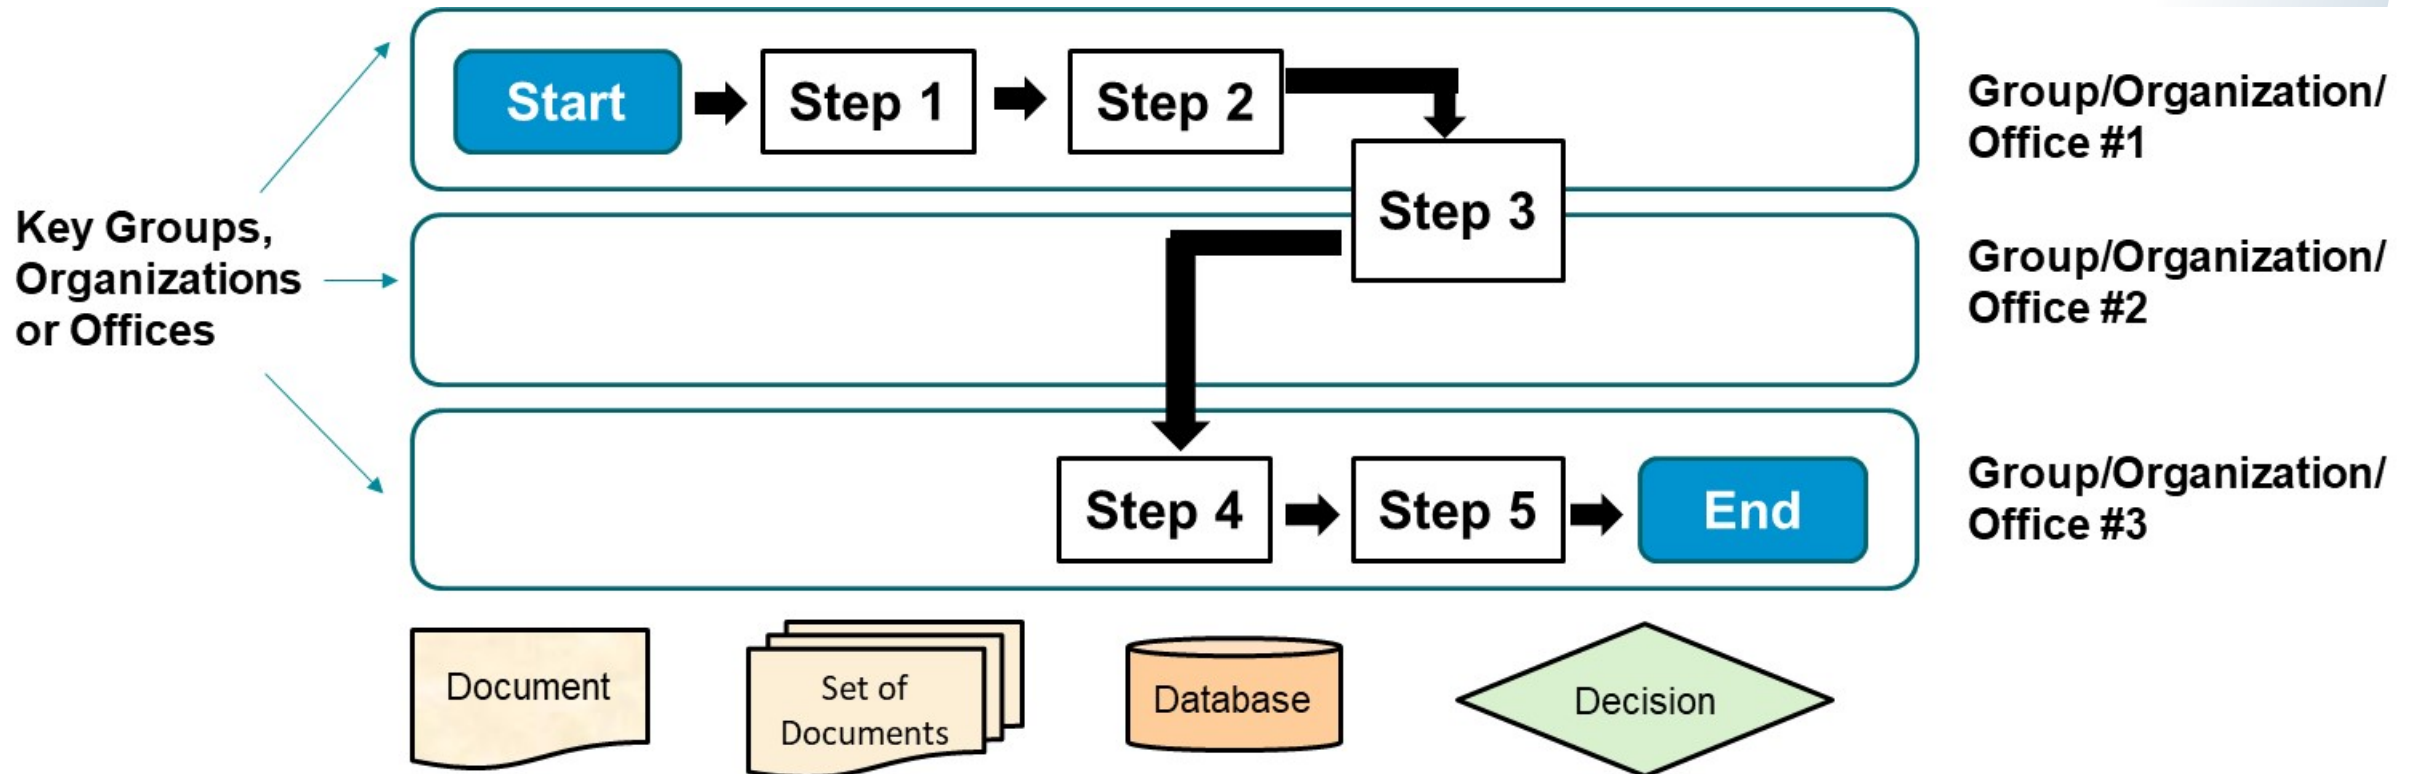 Start
Step 1
Step 2
Group/Organization/
Office #1
Step 3
Key Groups,
Organizations
or Offices
Group/Organization/
Office #2
Step 4
Step 5
End
Group/Organization/
Office #3
Document
Set of
Documents
Database
Decision